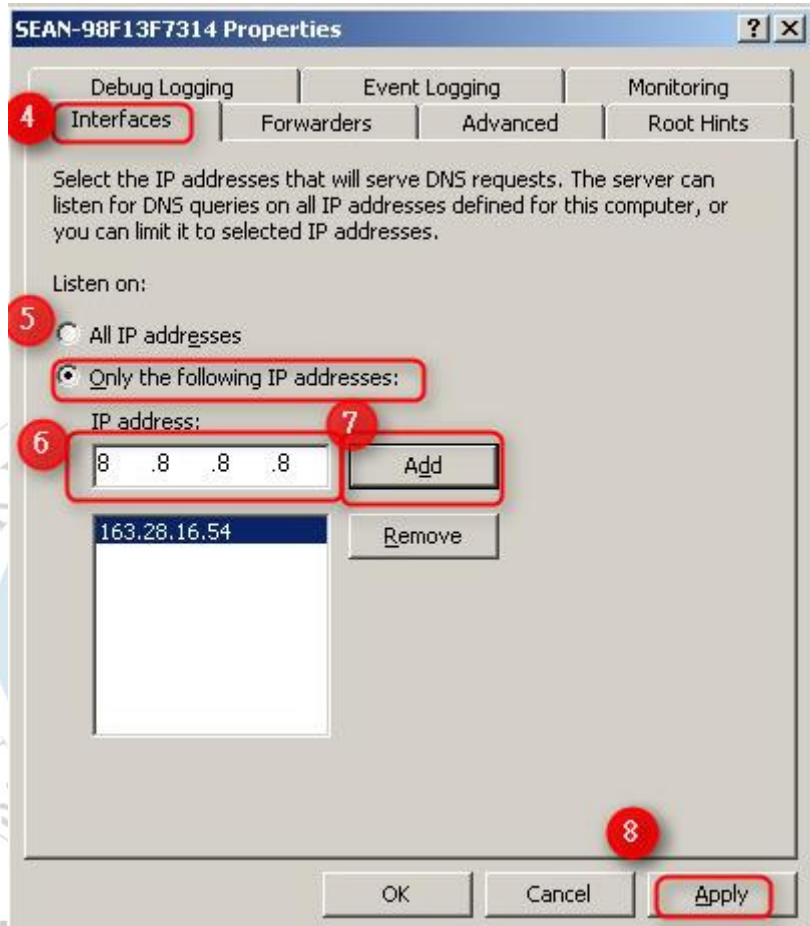 SEAN-98F13F7314 Properties
Debug Logging Event Logging Monitoring
4 Interfaces Forwarders Advanced Root Hints
Select the IP addresses that will serve DNS requests. The server can
listen for DNS queries on all IP addresses defined for this computer, or
you can limit it to selected IP addresses.
Listen on:
5
All IP addresses
Only the following IP addresses:
IP address:
7
6
8 .8 .8 .8 Add
163.28.16.54 Remove
8
OK Cancel Apply